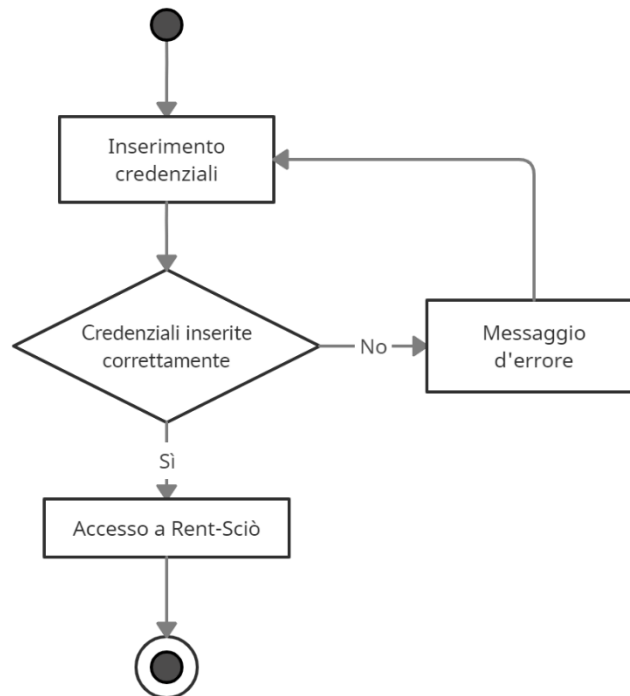 Inserimento
credenziali
Credenziali inserite
correttamente
No
Messaggio
d'errore
Sì
Accesso a Rent-Sciò